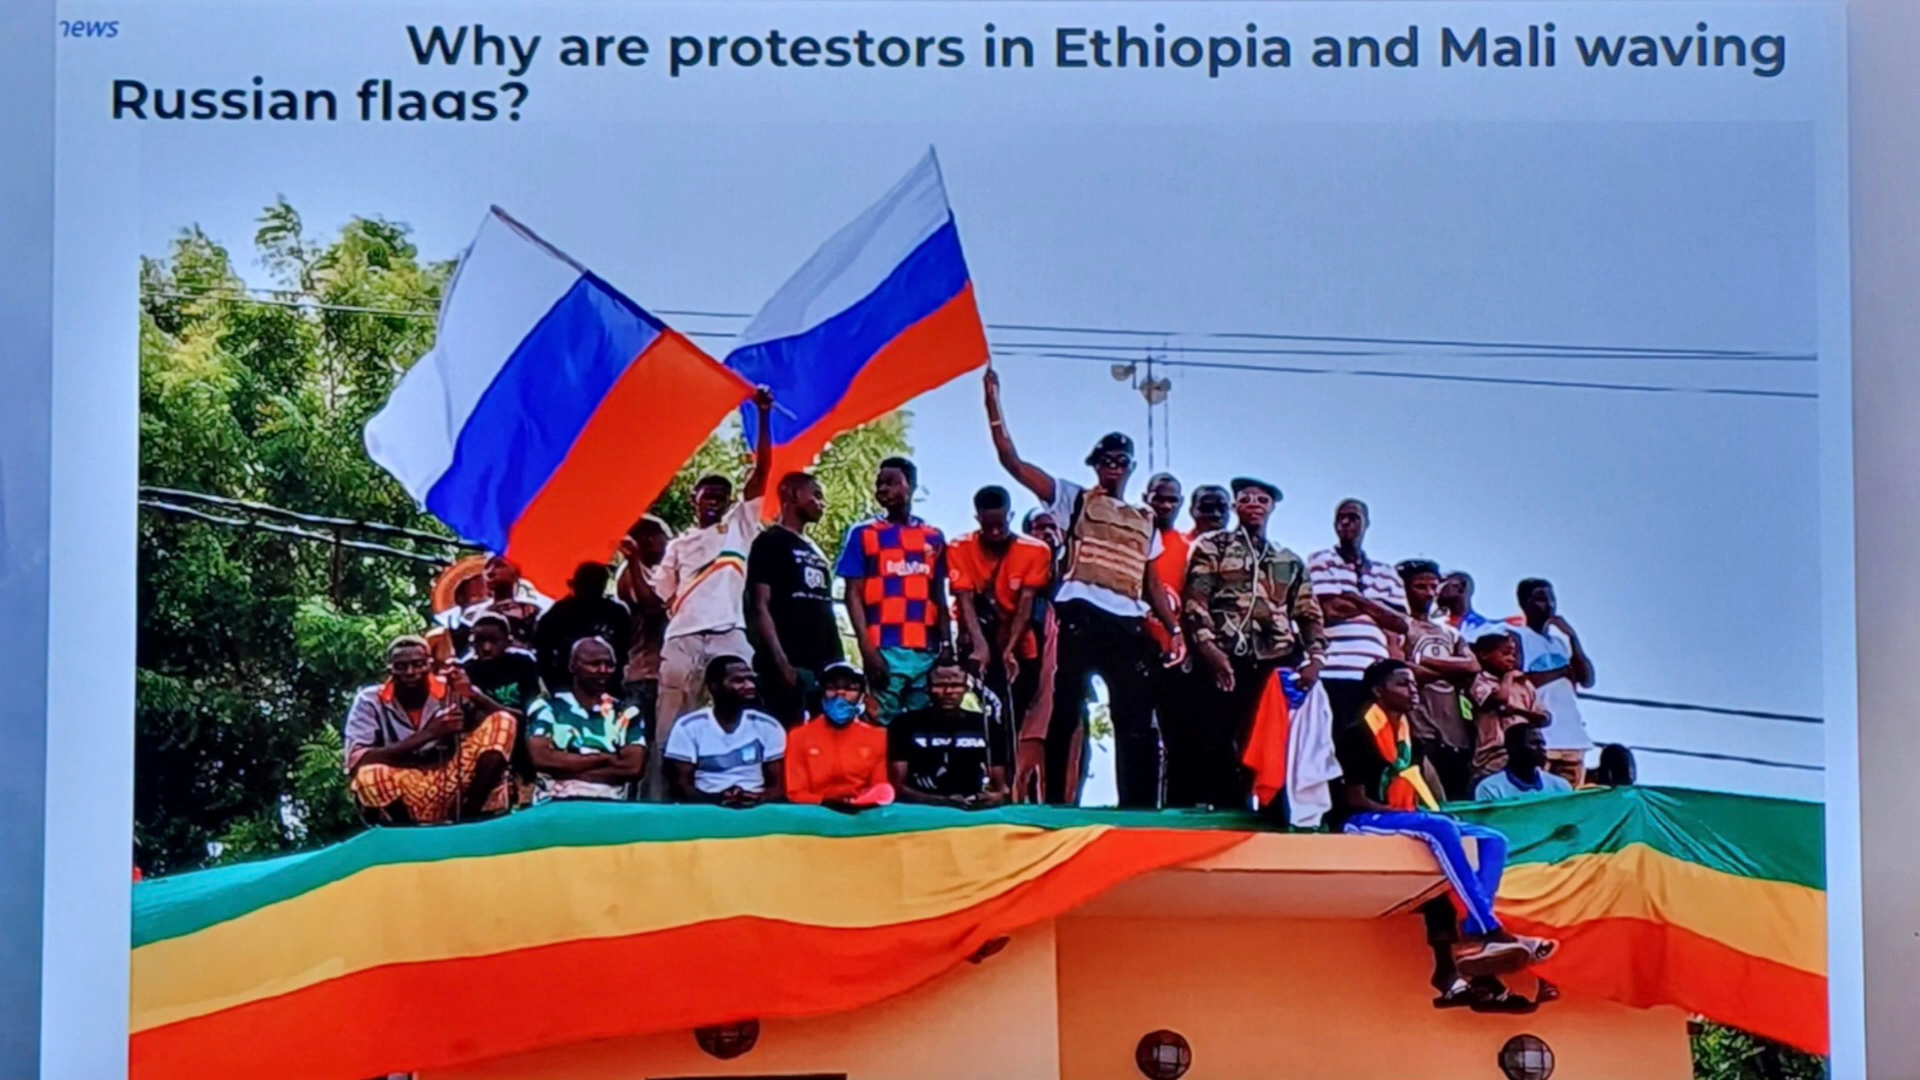 news
Why are protestors in Ethiopia and Mali waving
Russian flags?